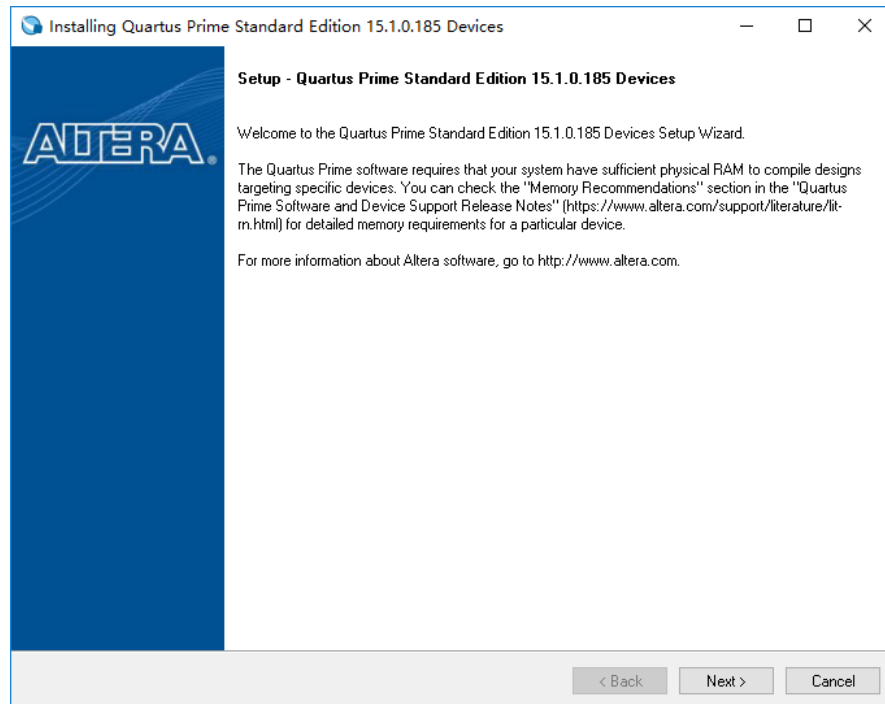 Installing Quartus Prime Standard Edition 15.1.0.185 Devices
Setup - Quartus Prime Standard Edition 15.1.0.185 Devices
ALTERA.
Welcome to the Quartus Prime Standard Edition 15.1.0.185 Devices Setup Wizard.
The Quartus Prime software requires that your system have sufficient physical RAM to compile designs
targeting specific devices. You can check the "Memory Recommendations" section in the "Quartus
Prime Software and Device Support Release Notes" (https://www.altera.com/support/literature/lit-
rn.html) for detailed memory requirements for a particular device.
For more information about Altera software, go to http://www.altera.com.
< Back
Next >
Cancel